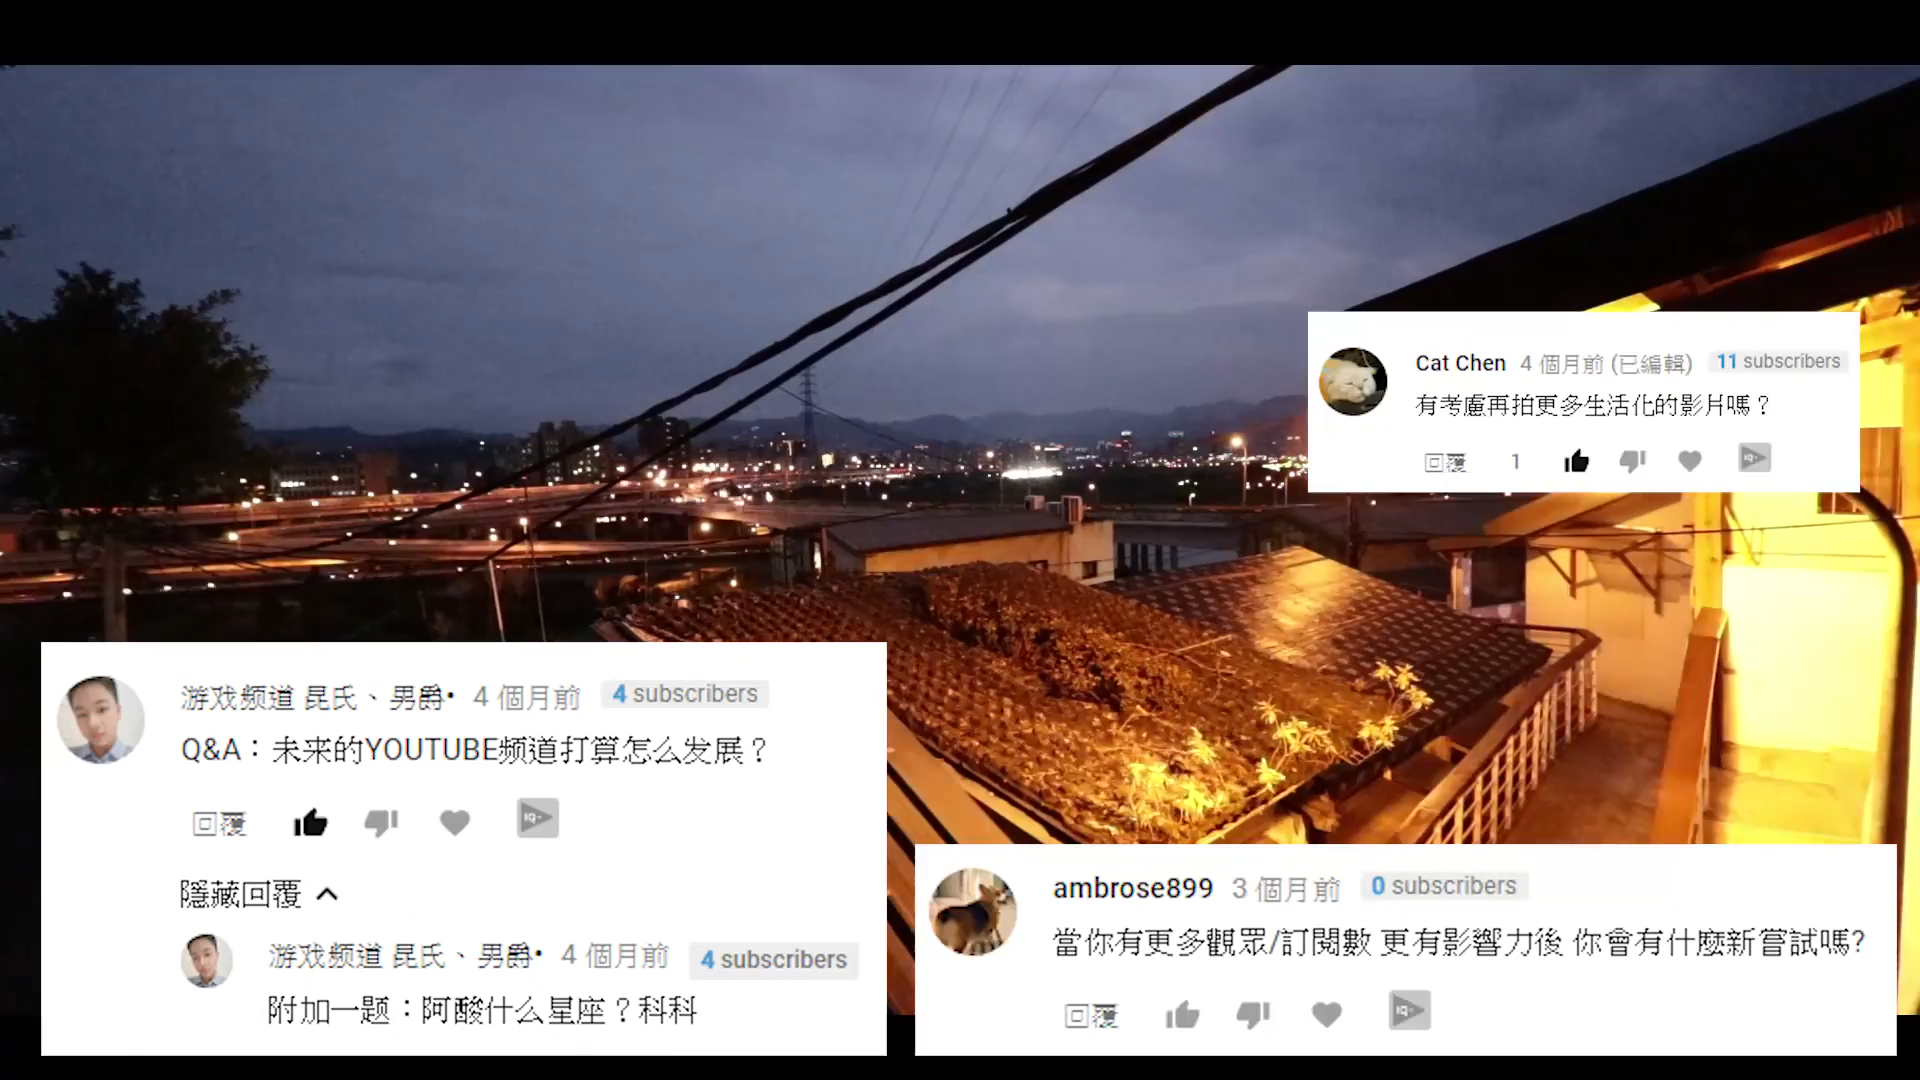 Cat Chen 4 個月前 (已編輯) 11 subscribers
有考慮再拍更多生活化的影片嗎？
回覆 1
游戏频道 昆氏、男爵• 4 個月前 4 subscribers
Q&A：未来的YOUTUBE频道打算怎么发展？
回覆
隱藏回覆
游戏频道 昆氏、男爵• 4 個月前 4 subscribers
附加一题：阿酸什么星座？科科
ambrose899 3 個月前 0 subscribers
當你有更多觀眾/訂閱數 更有影響力後 你會有什麼新嘗試嗎?
回覆